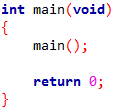 int main(void)
{
    main();

    return 0;
}